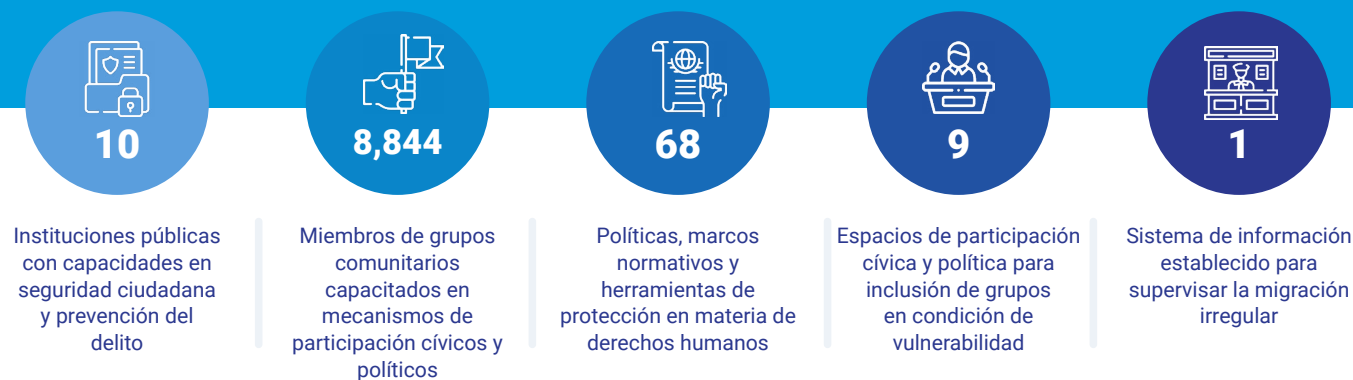 10
Instituciones públicas
con capacidades en
seguridad ciudadana
y prevención del
delito
8,844
Miembros de grupos
comunitarios
capacitados en
mecanismos de
participación cívicos y
políticos
68
Políticas, marcos
normativos y
herramientas de
protección en materia de
derechos humanos
9
Espacios de participación
cívica y política para
inclusión de grupos
en condición de
vulnerabilidad
1
Sistema de información
establecido para
supervisar la migración
irregular